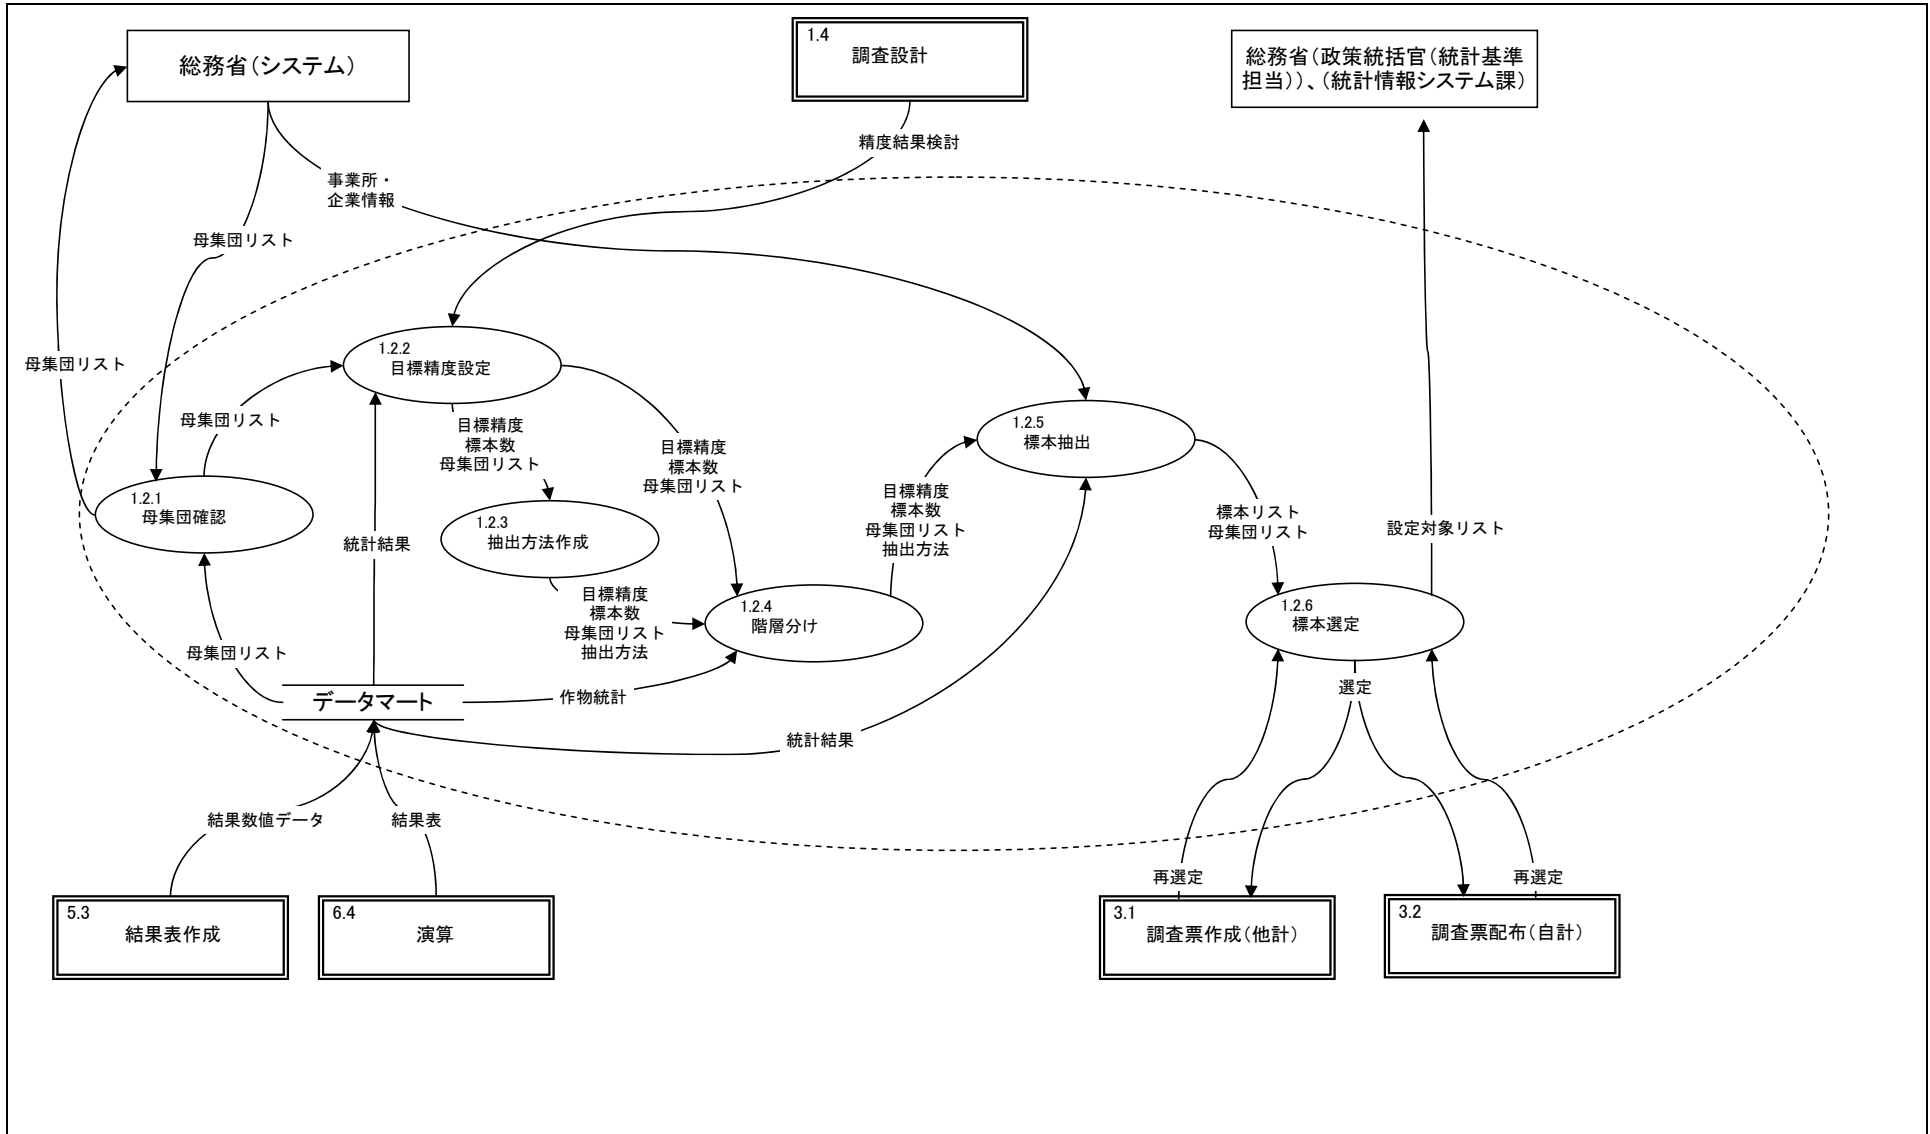 総務省（システム）
1.4
調査設計
総務省（政策統括官（統計基準
担当））、（統計情報システム課）
精度結果検討
事業所・
企業情報
母集団リスト
母集団リスト
1.2.2
目標精度設定
母集団リスト
目標精度
標本数
母集団リスト
目標精度
標本数
母集団リスト
1.2.5
標本抽出
1.2.1
母集団確認
統計結果
1.2.3
抽出方法作成
目標精度
標本数
母集団リスト
抽出方法
標本リスト
母集団リスト
設定対象リスト
目標精度
標本数
母集団リスト
抽出方法
1.2.4
階層分け
1.2.6
標本選定
母集団リスト
データマート
作物統計
統計結果
選定
結果数値データ
結果表
再選定
再選定
5.3
結果表作成
6.4
演算
3.1
調査票作成（他計）
3.2
調査票配布（自計）